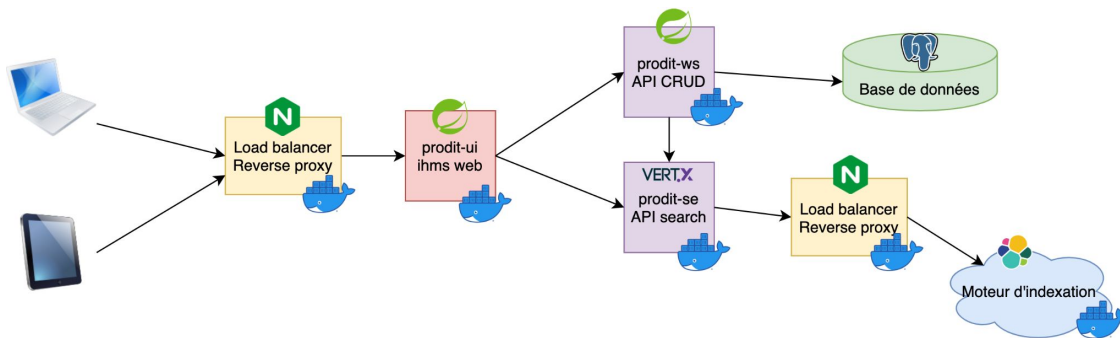 Load balancer
Reverse proxy
prodit-ui
ihms web
prodit-ws
API CRUD
Base de données
VERT.X
prodit-se
API search
Load balancer
Reverse proxy
Moteur d'indexation